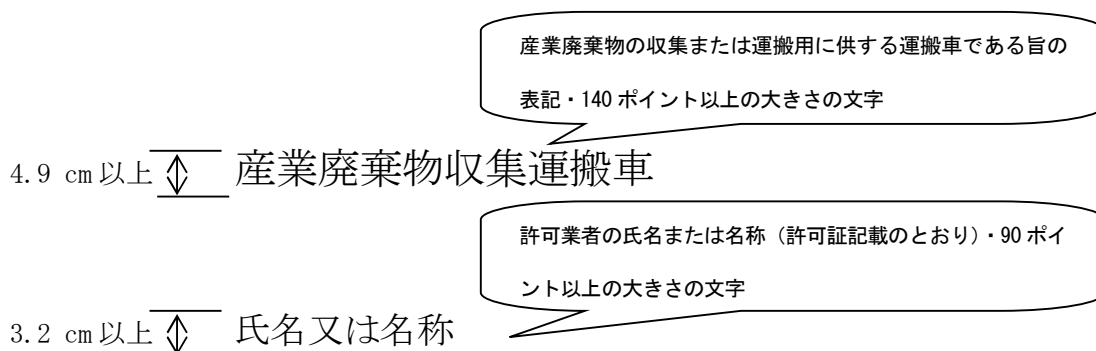 産業廃棄物の収集または運搬用に供する運搬車である旨の
表記・140 ポイント以上の大きさの文字
4.9 cm以上 産業廃棄物収集運搬車
許可業者の氏名または名称（許可証記載のとおり）・90 ポイ
ント以上の大きさの文字
3.2 cm以上 氏名又は名称